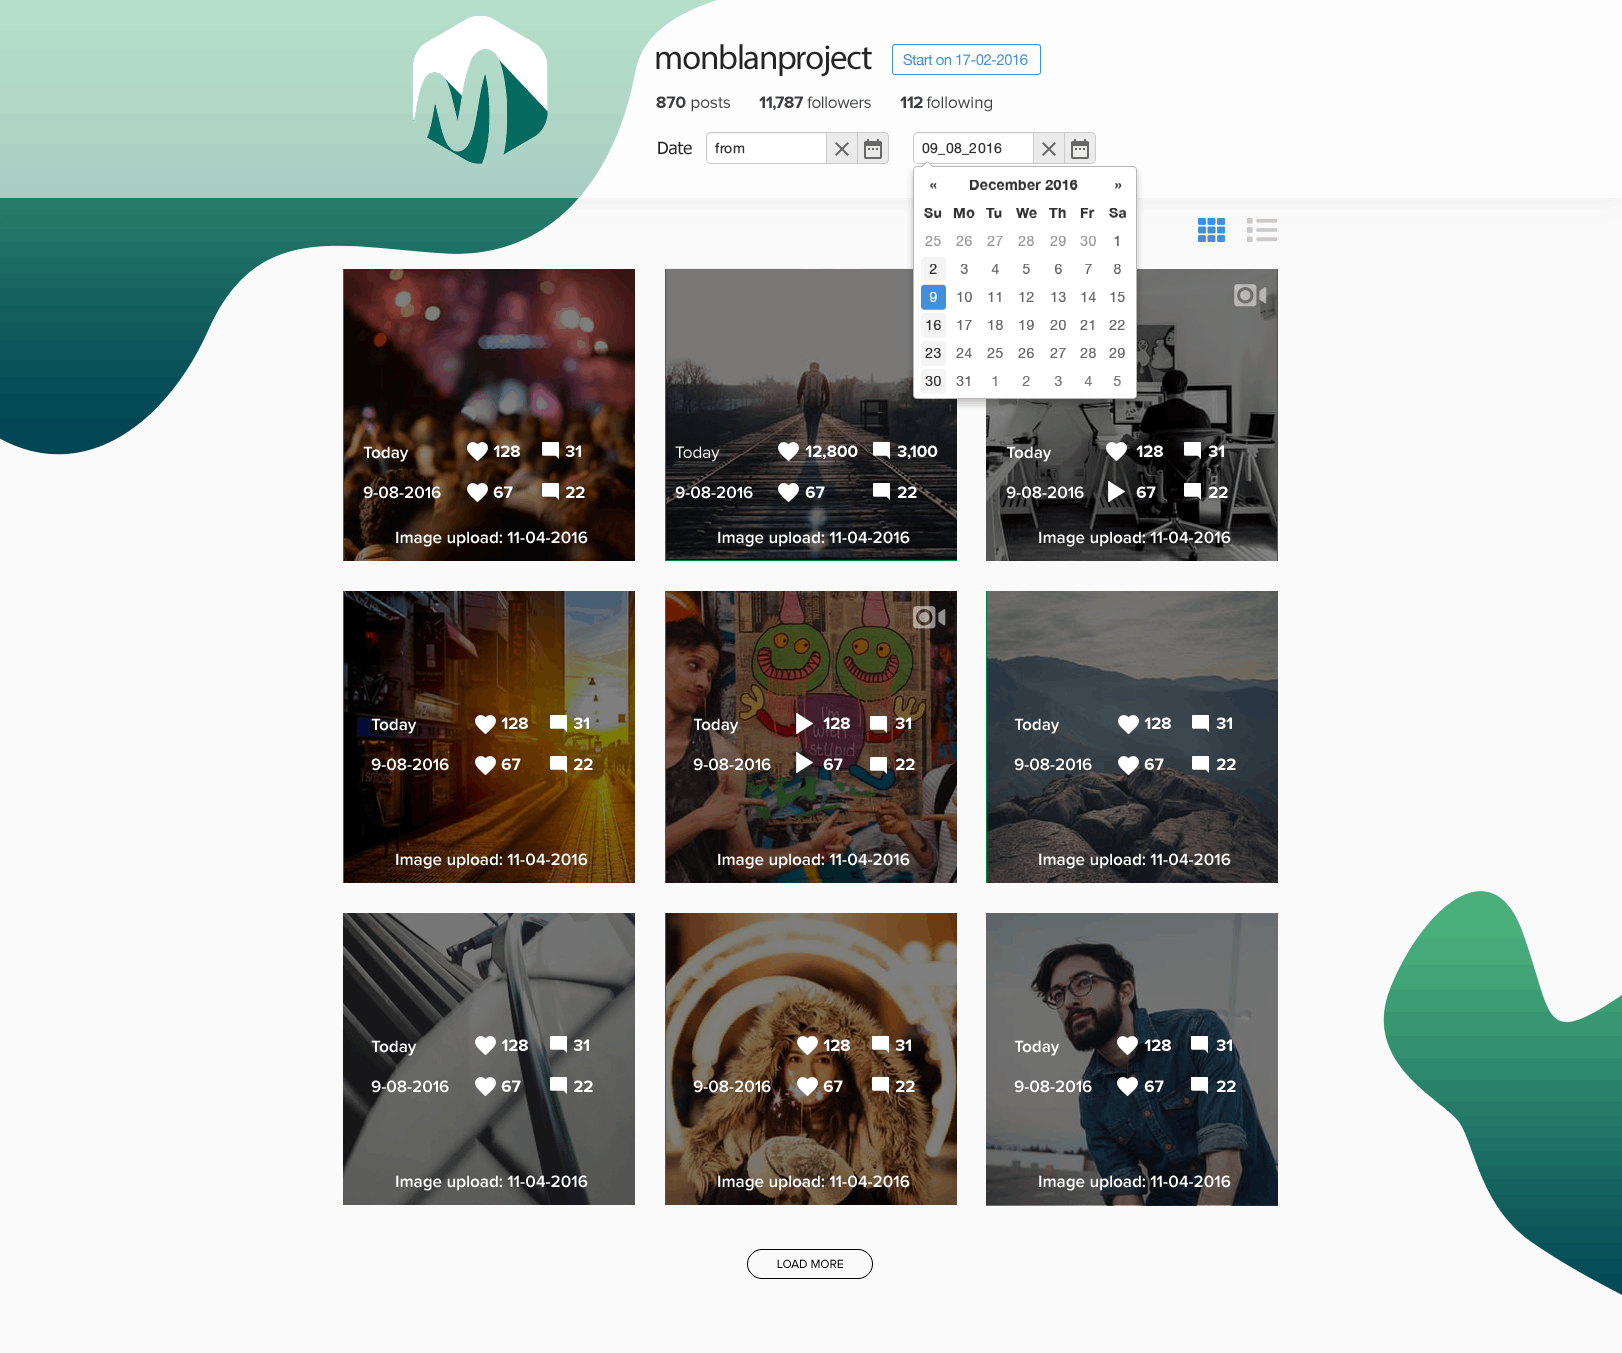 monblanproject Start on 17-02-2016
870 posts 11,787 followers 112 following
Date from 09_08_2016
« December 2016 »
Su Mo Tu We Th Fr Sa
25 26 27 28 29 30 1
2 3 4 5 6 7 8
9 10 11 12 13 14 15
16 17 18 19 20 21 22
23 24 25 26 27 28 29
30 31 1 2 3 4 5
Today 128 31
9-08-2016 67 22
Image upload: 11-04-2016
Today 12,800 3,100
9-08-2016 67 22
Image upload: 11-04-2016
Today 128 31
9-08-2016 67 22
Image upload: 11-04-2016
Today 128 31
9-08-2016 67 22
Image upload: 11-04-2016
I'm
with
stupid
Today 128 31
9-08-2016 67 22
Image upload: 11-04-2016
Today 128 31
9-08-2016 67 22
Image upload: 11-04-2016
Today 128 31
9-08-2016 67 22
Image upload: 11-04-2016
128 31
9-08-2016 67 22
Image upload: 11-04-2016
Today 128 31
9-08-2016 67 22
Image upload: 11-04-2016
LOAD MORE